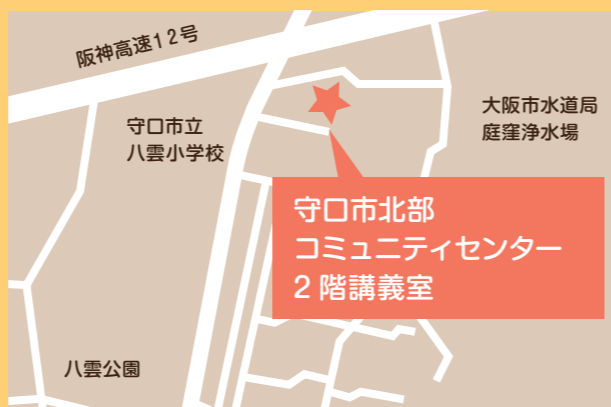 阪神高速12号
守口市立
八雲小学校
大阪市水道局
庭窪浄水場
守口市北部
コミュニティセンター
2階講義室
八雲公園